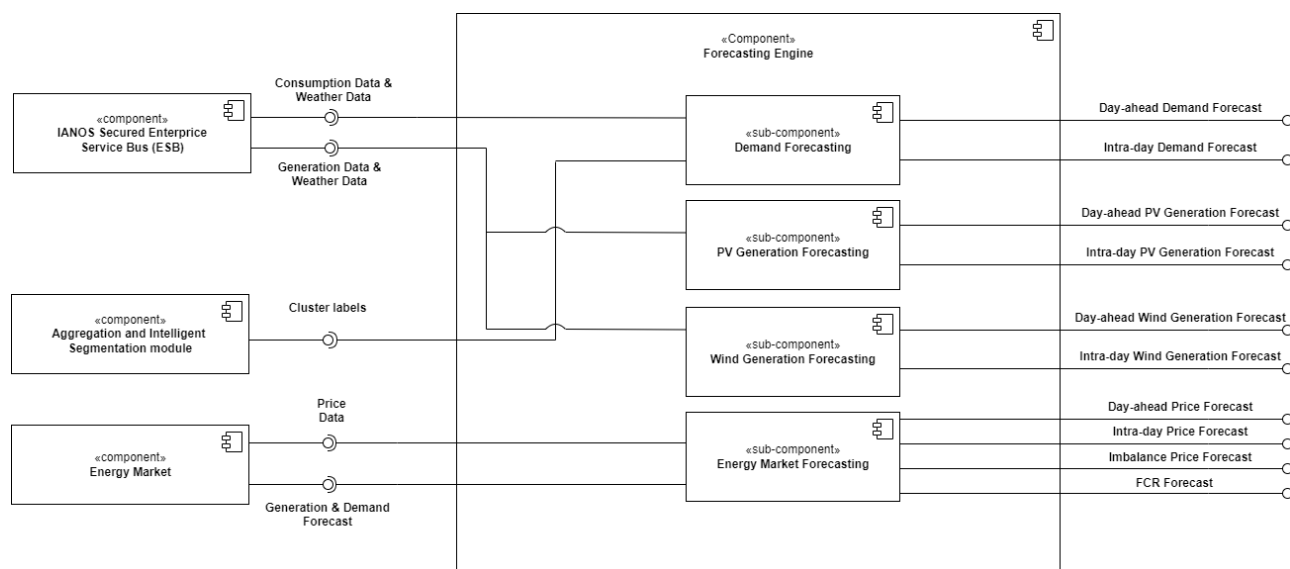 «Component»
Forecasting Engine
Consumption Data &
Weather Data
«component»
IANOS Secured Enterprice
Service Bus (ESB)
Generation Data &
Weather Data
«sub-component»
Demand Forecasting
Day-ahead Demand Forecast
Intra-day Demand Forecast
«sub-component»
PV Generation Forecasting
Day-ahead PV Generation Forecast
Intra-day PV Generation Forecast
Cluster labels
«component»
Aggregation and Intelligent
Segmentation module
«sub-component»
Wind Generation Forecasting
Day-ahead Wind Generation Forecast
Intra-day Wind Generation Forecast
Price
Data
«component»
Energy Market
Generation & Demand
Forecast
«sub-component»
Energy Market Forecasting
Day-ahead Price Forecast
Intra-day Price Forecast
Imbalance Price Forecast
FCR Forecast